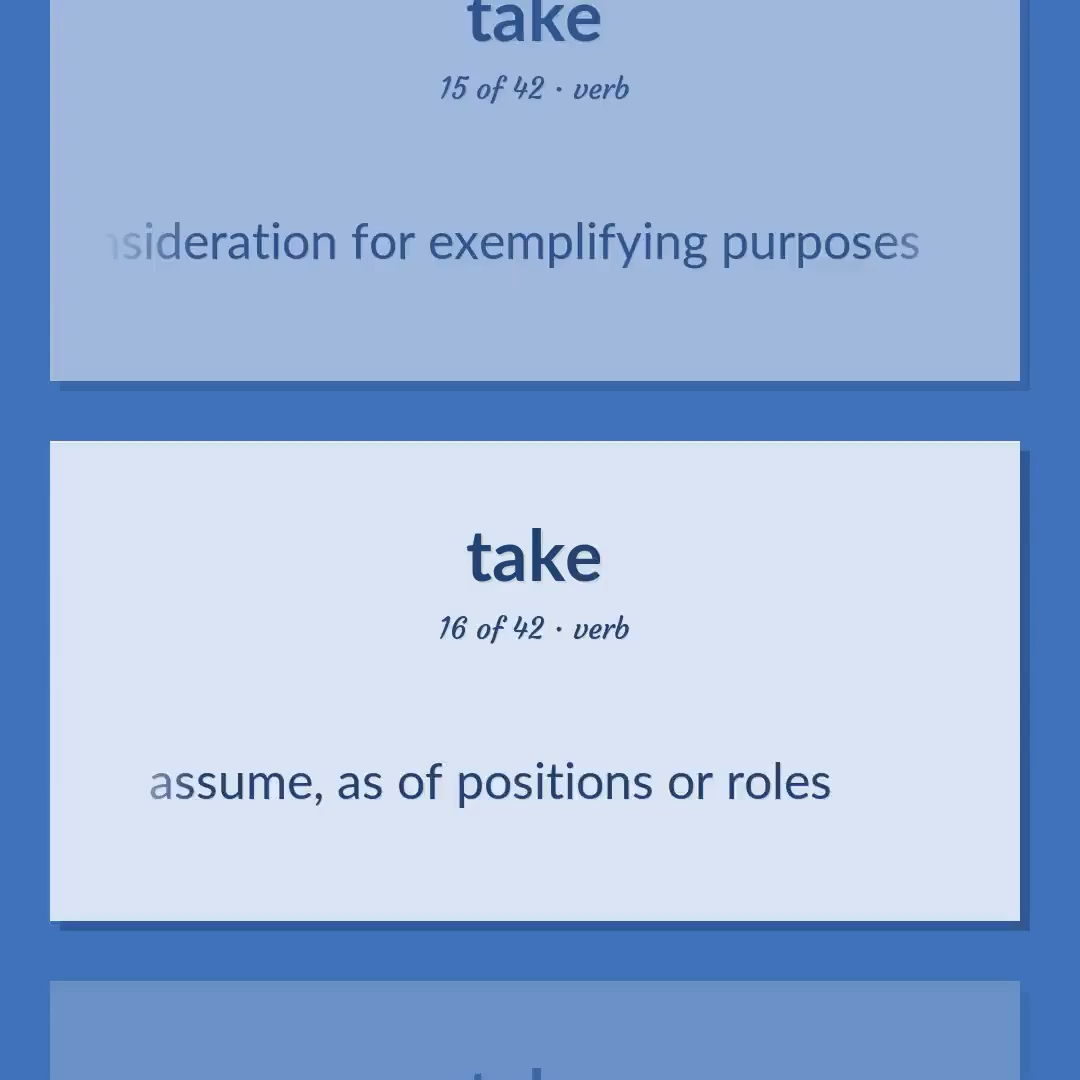 take
15 of 42 · verb
for exemplifying purposes
take
16 of 42 · verb
assume, as of positions or roles